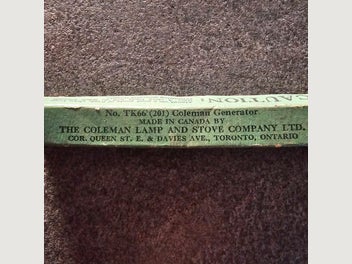 CAUTION:
No. TK66 (201) Coleman Generator
MADE IN CANADA BY
THE COLEMAN LAMP AND STOVE COMPANY LTD.
COR. QUEEN ST. E. & DAVIES AVE., TORONTO, ONTARIO